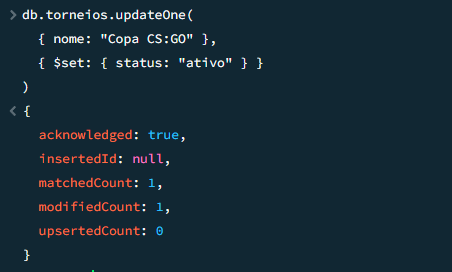 > db.torneios.updateOne(
{ nome: "Copa CS:GO" },
{ $set: { status: "ativo" } }
)
< {
acknowledged: true,
insertedId: null,
matchedCount: 1,
modifiedCount: 1,
upsertedCount: 0
}